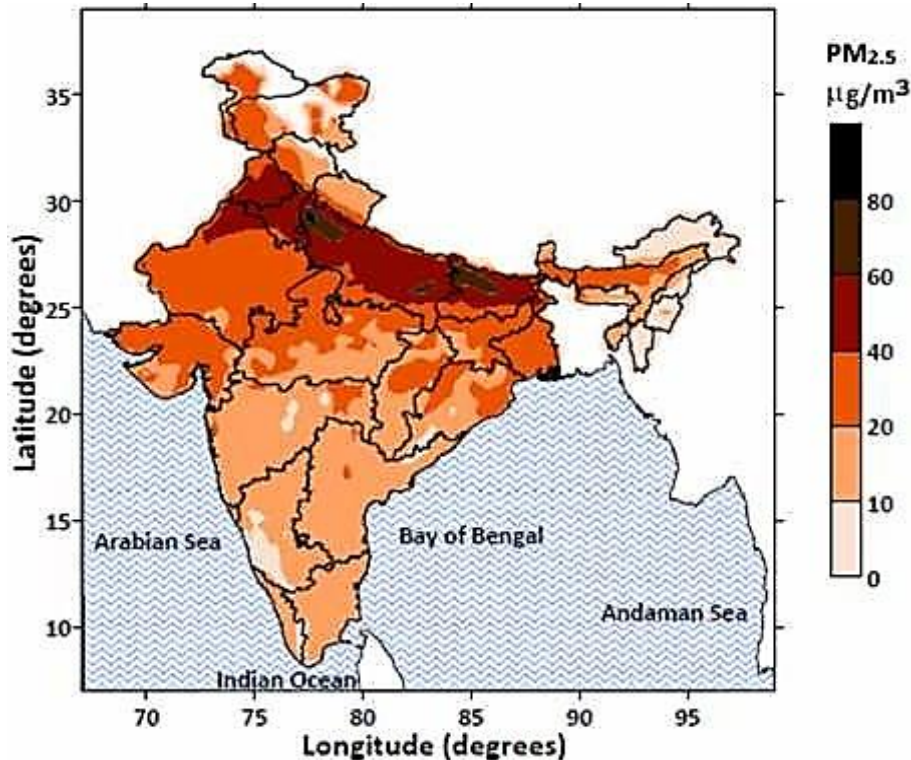 PM2.5
μg/m3
80
60
40
20
10
0
Latitude (degrees)
35
30
25
20
15
10
Arabian Sea
Bay of Bengal
Andaman Sea
Indian Ocean
70 75 80 85 90 95
Longitude (degrees)